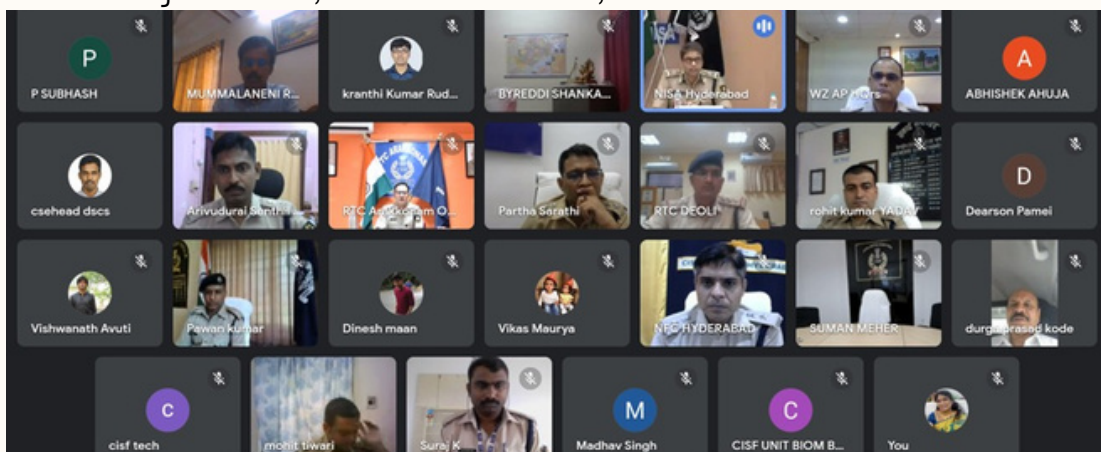 P
P SUBHASH
MUMMALANENI R...
kranthi Kumar Rud...
BYREDDI SHANKA...
NISA Hyderabad
WZ AP HQrs
A
ABHISHEK AHUJA
csehead dscs
Arivudurai Senthi...
RTC Arakkonam O...
Partha Sarathi
RTC DEOLI
rohit kumar YADAV
D
Dearson Pamei
Vishwanath Avuti
Pawan kumar
Dinesh maan
Vikas Maurya
NFC HYDERABAD
SUMAN MEHER
durga prasad kode
c
cisf tech
mohit tiwari
Suraj K
M
Madhav Singh
C
CISF UNIT BIOM B...
You